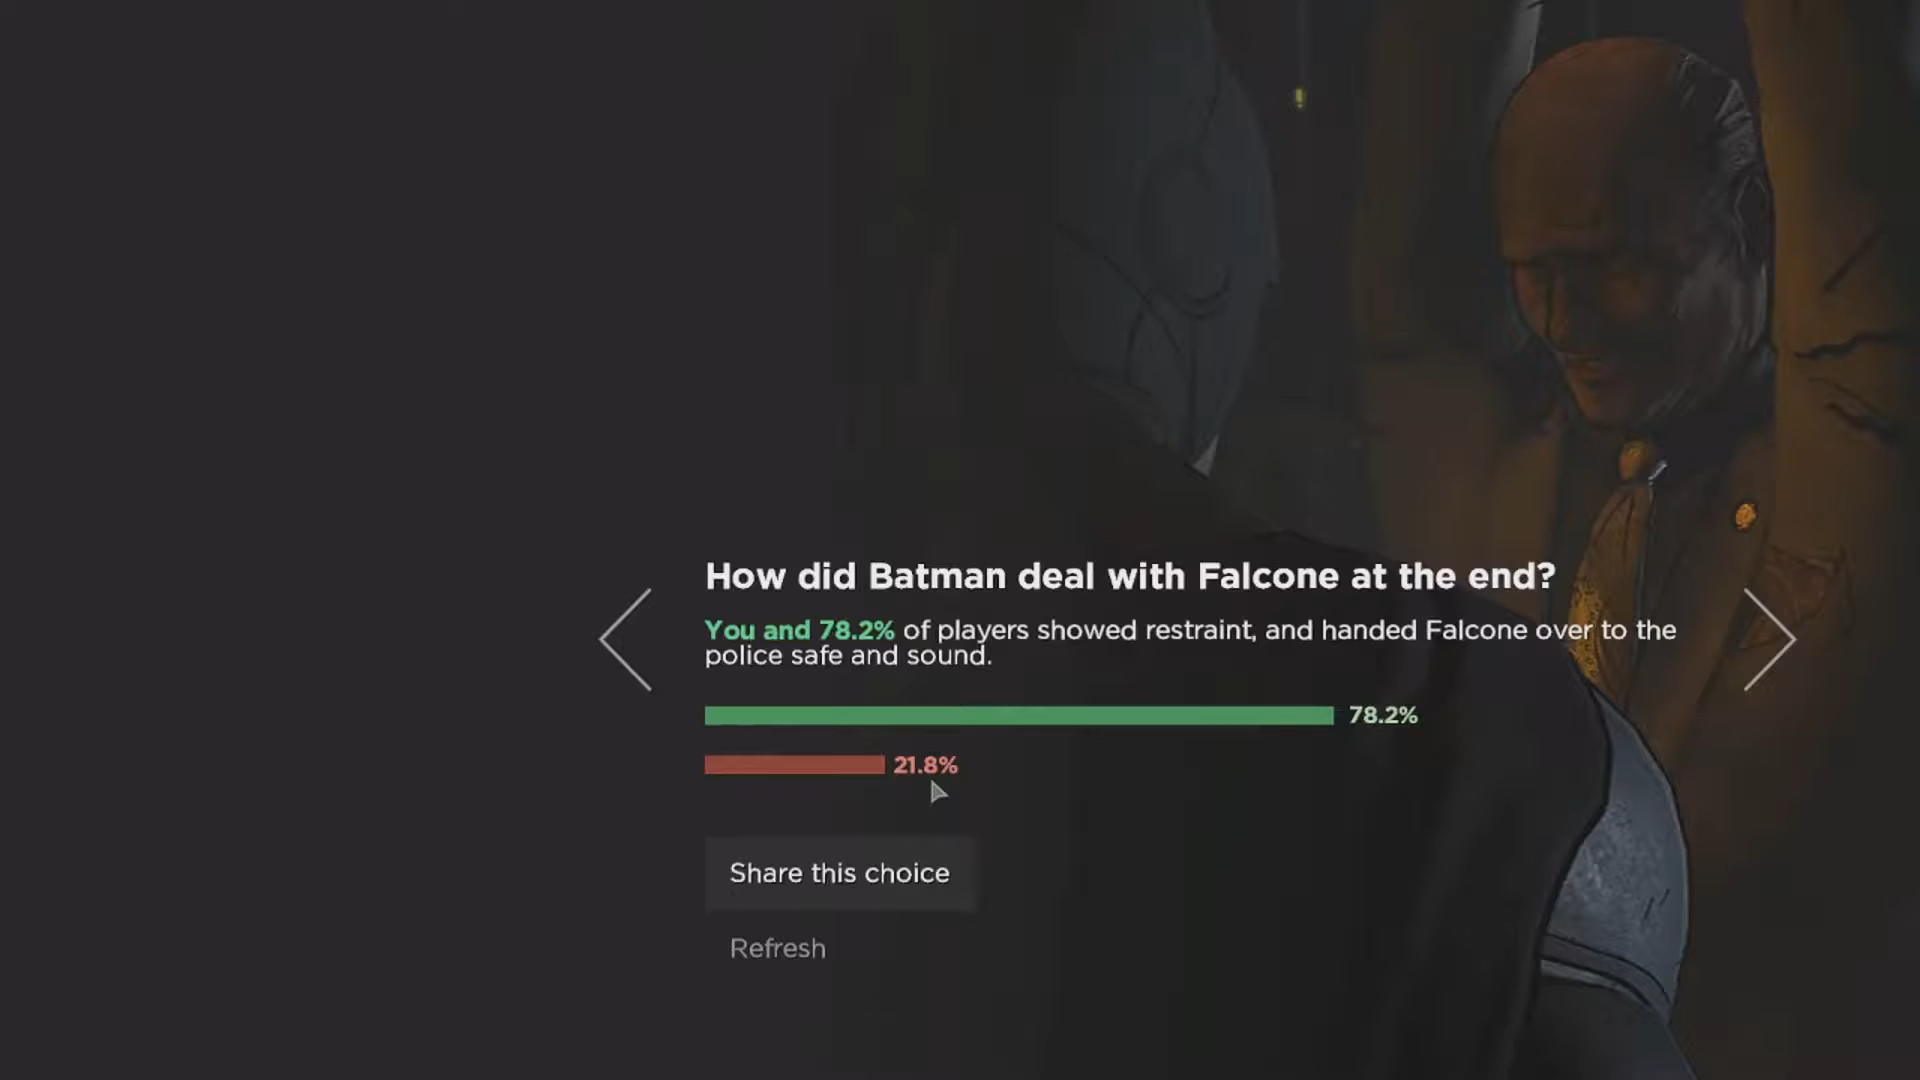 How did Batman deal with Falcone at the end?
You and 78.2% of players showed restraint, and handed Falcone over to the
police safe and sound.
78.2%
21.8%
Share this choice
Refresh